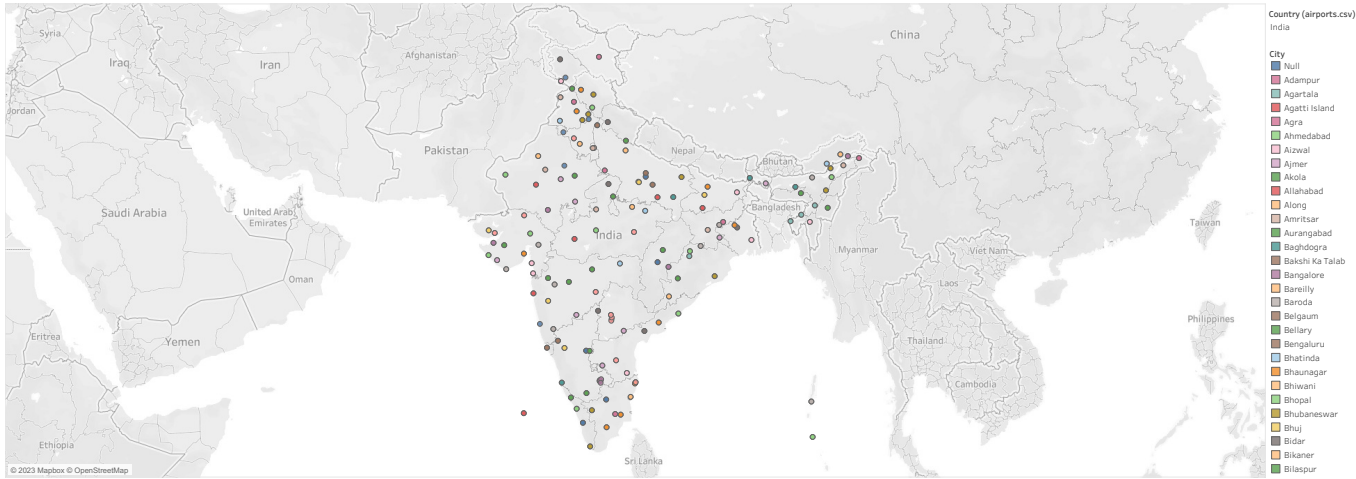 Country (airports.csv)
India
City
Null
Adampur
Agartala
Agatti Island
Agra
Ahmedabad
Aizwal
Ajmer
Akola
Allahabad
Along
Amritsar
Aurangabad
Baghdogra
Bakshi Ka Talab
Bangalore
Bareilly
Baroda
Belgaum
Bellary
Bengaluru
Bhatinda
Bhaunagar
Bhiwani
Bhopal
Bhubaneswar
Bhuj
Bidar
Bikaner
Bilaspur
Syria
Iraq
Iran
Afghanistan
China
Jordan
Pakistan
Nepal
Bhutan
Saudi Arabia
United Arab
Emirates
Bangladesh
India
Taiwan
Oman
Myanmar
Viet Nam
Laos
Eritrea
Yemen
Philippines
Thailand
Cambodia
Ethiopia
Sri Lanka
© 2023 Mapbox © OpenStreetMap